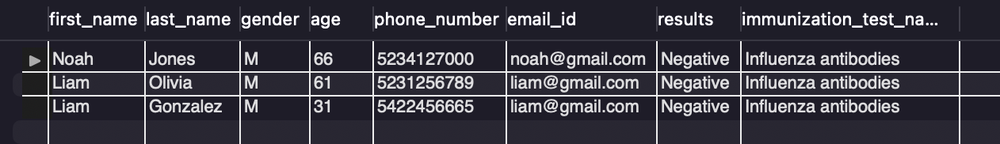 first_name last_name gender age phone_number email_id results immunization_test_na...
Noah Jones M 66 5234127000 noah@gmail.com Negative Influenza antibodies
Liam Olivia M 61 5231256789 liam@gmail.com Negative Influenza antibodies
Liam Gonzalez M 31 5422456665 liam@gmail.com Negative Influenza antibodies